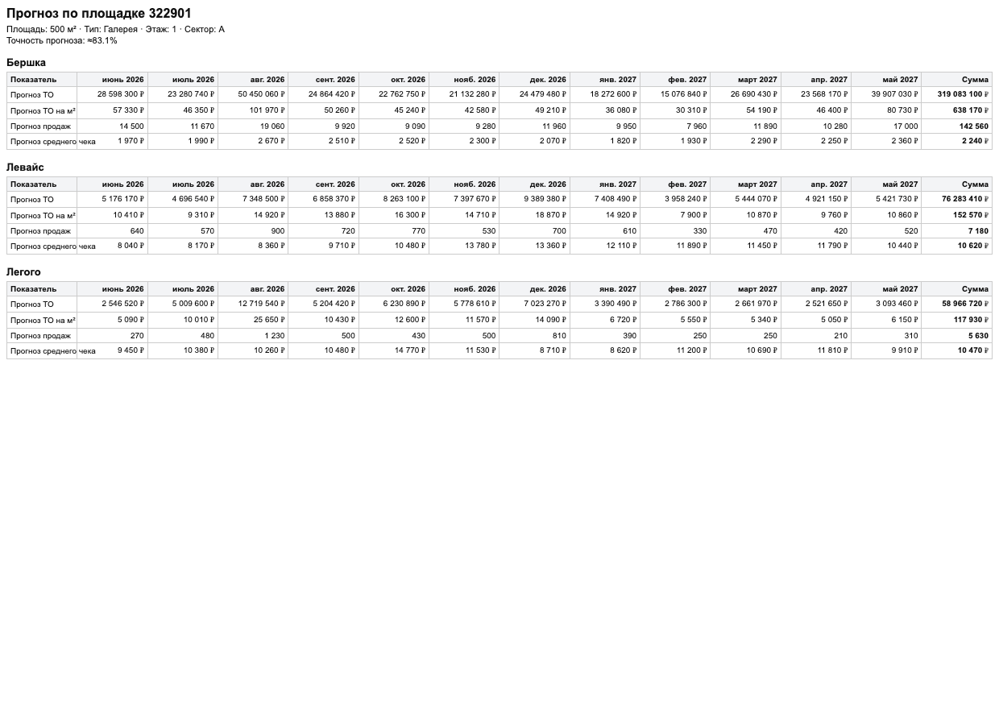 Прогноз по площадке 322901
Площадь: 500 м² · Тип: Галерея · Этаж: 1 · Сектор: А
Точность прогноза: ≈83.1%
Бершка
Показатель июнь 2026 июль 2026 авг. 2026 сент. 2026 окт. 2026 нояб. 2026 дек. 2026 янв. 2027 фев. 2027 март 2027 апр. 2027 май 2027 Сумма
Прогноз ТО 28 598 300 ₽ 23 280 740 ₽ 50 450 060 ₽ 24 864 420 ₽ 22 762 750 ₽ 21 132 280 ₽ 24 479 480 ₽ 18 272 600 ₽ 15 076 840 ₽ 26 690 430 ₽ 23 568 170 ₽ 39 907 030 ₽ 319 083 100 ₽
Прогноз ТО на м² 57 330 ₽ 46 350 ₽ 101 970 ₽ 50 260 ₽ 45 240 ₽ 42 580 ₽ 49 210 ₽ 36 080 ₽ 30 310 ₽ 54 190 ₽ 46 400 ₽ 80 730 ₽ 638 170 ₽
Прогноз продаж 14 500 11 670 19 060 9 920 9 090 9 280 11 960 9 950 7 960 11 890 10 280 17 000 142 560
Прогноз среднего чека 1 970 ₽ 1 990 ₽ 2 670 ₽ 2 510 ₽ 2 520 ₽ 2 300 ₽ 2 070 ₽ 1 820 ₽ 1 930 ₽ 2 290 ₽ 2 250 ₽ 2 360 ₽ 2 240 ₽
Левайс
Показатель июнь 2026 июль 2026 авг. 2026 сент. 2026 окт. 2026 нояб. 2026 дек. 2026 янв. 2027 фев. 2027 март 2027 апр. 2027 май 2027 Сумма
Прогноз ТО 5 176 170 ₽ 4 696 540 ₽ 7 348 500 ₽ 6 858 370 ₽ 8 263 100 ₽ 7 397 670 ₽ 9 389 380 ₽ 7 408 490 ₽ 3 958 240 ₽ 5 444 070 ₽ 4 921 150 ₽ 5 421 730 ₽ 76 283 410 ₽
Прогноз ТО на м² 10 410 ₽ 9 310 ₽ 14 920 ₽ 13 880 ₽ 16 300 ₽ 14 710 ₽ 18 870 ₽ 14 920 ₽ 7 900 ₽ 10 870 ₽ 9 760 ₽ 10 860 ₽ 152 570 ₽
Прогноз продаж 640 570 900 720 770 530 700 610 330 470 420 520 7 180
Прогноз среднего чека 8 040 ₽ 8 170 ₽ 8 360 ₽ 9 710 ₽ 10 480 ₽ 13 780 ₽ 13 360 ₽ 12 110 ₽ 11 890 ₽ 11 450 ₽ 11 790 ₽ 10 440 ₽ 10 620 ₽
Легого
Показатель июнь 2026 июль 2026 авг. 2026 сент. 2026 окт. 2026 нояб. 2026 дек. 2026 янв. 2027 фев. 2027 март 2027 апр. 2027 май 2027 Сумма
Прогноз ТО 2 546 520 ₽ 5 009 600 ₽ 12 719 540 ₽ 5 204 420 ₽ 6 230 890 ₽ 5 778 610 ₽ 7 023 270 ₽ 3 390 490 ₽ 2 786 300 ₽ 2 661 970 ₽ 2 521 650 ₽ 3 093 460 ₽ 58 966 720 ₽
Прогноз ТО на м² 5 090 ₽ 10 010 ₽ 25 650 ₽ 10 430 ₽ 12 600 ₽ 11 570 ₽ 14 090 ₽ 6 720 ₽ 5 550 ₽ 5 340 ₽ 5 050 ₽ 6 150 ₽ 117 930 ₽
Прогноз продаж 270 480 1 230 500 430 500 810 390 250 250 210 310 5 630
Прогноз среднего чека 9 450 ₽ 10 380 ₽ 10 260 ₽ 10 480 ₽ 14 770 ₽ 11 530 ₽ 8 710 ₽ 8 620 ₽ 11 200 ₽ 10 690 ₽ 11 810 ₽ 9 910 ₽ 10 470 ₽